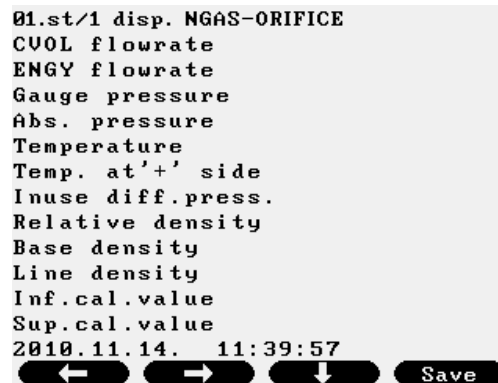 01.st/1 disp. NGAS-ORIFICE
CVOL flowrate
ENGY flowrate
Gauge pressure
Abs. pressure
Temperature
Temp. at'+' side
Inuse diff.press.
Relative density
Base density
Line density
Inf.cal.value
Sup.cal.value
2010.11.14. 11:39:57
← → ↓ Save